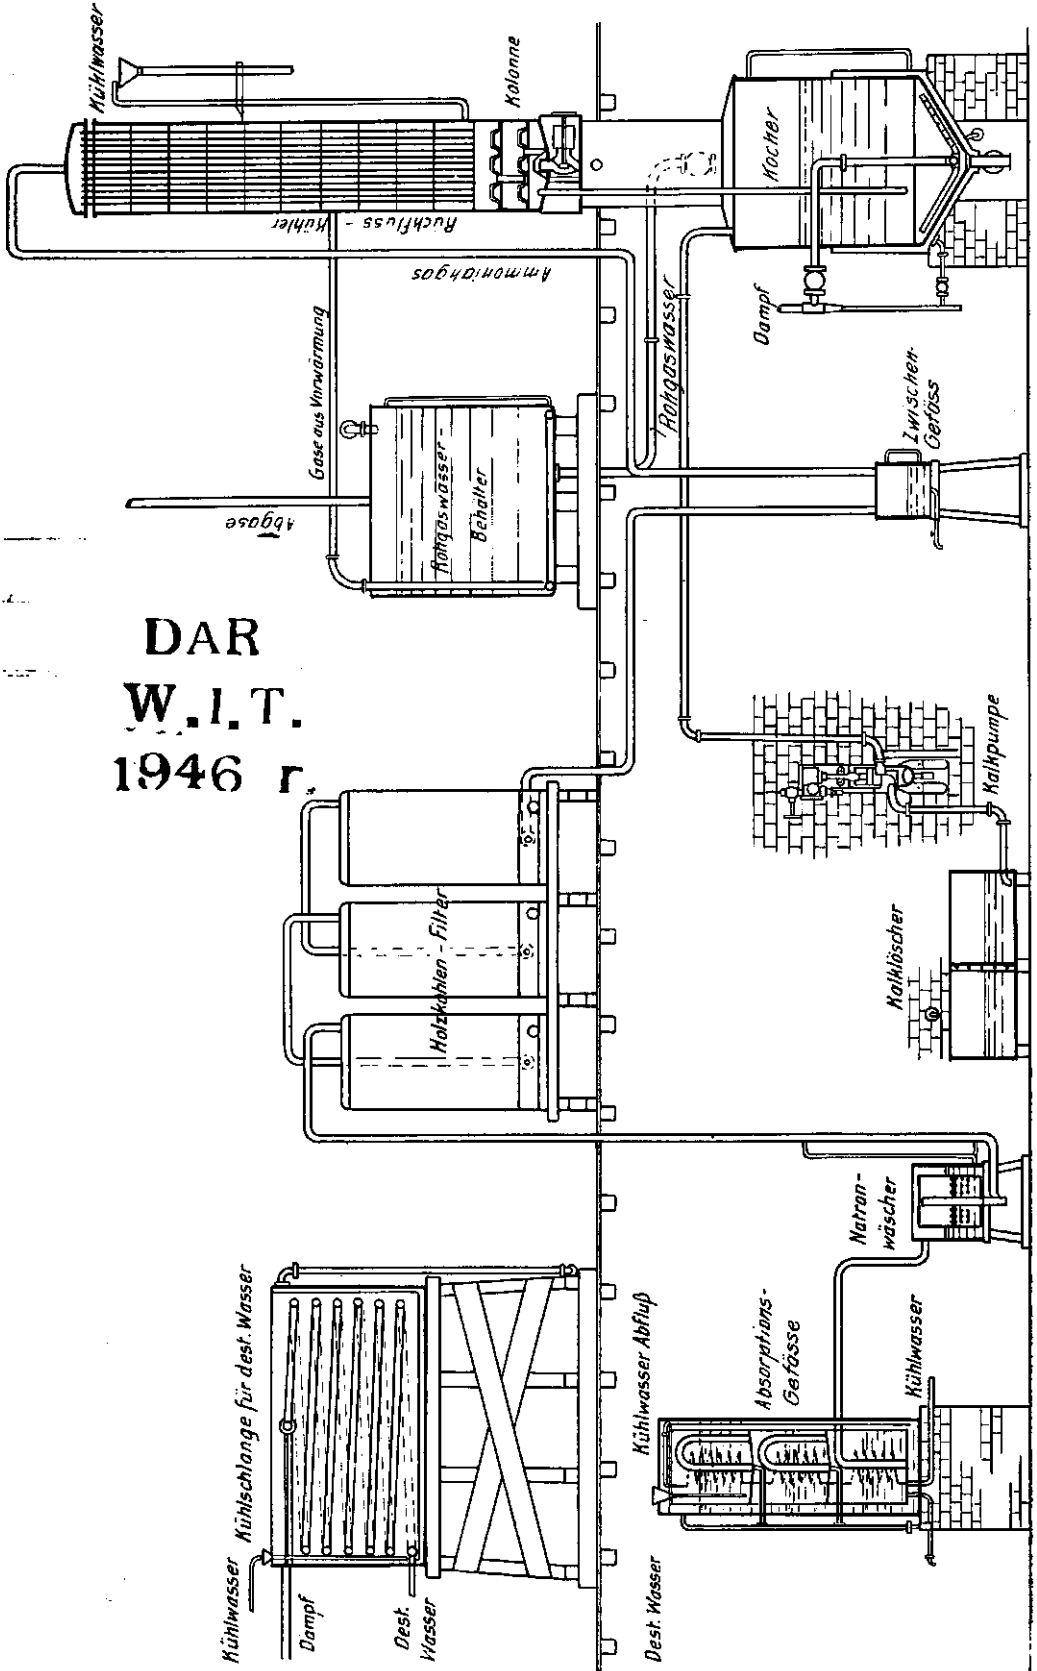 Kühlwasser
Kolonne
Rückfluss - Kühler
Ammoniakgas
Gase aus Vorwärmung
Abgase
Rohgaswasser-
Behälter
Rohgaswasser
Kocher
Dampf
Zwischen-
Gefäss
DAR
W.I.T.
1946 r.
Holzkohlen - Filter
Kalkpumpe
Kalklöscher
Natron-
wäscher
Kühlschlange für dest. Wasser
Kühlwasser
Dampf
Dest.
Wasser
Kühlwasser Abfluß
Absorptions-
Gefässe
Kühlwasser
Dest. Wasser